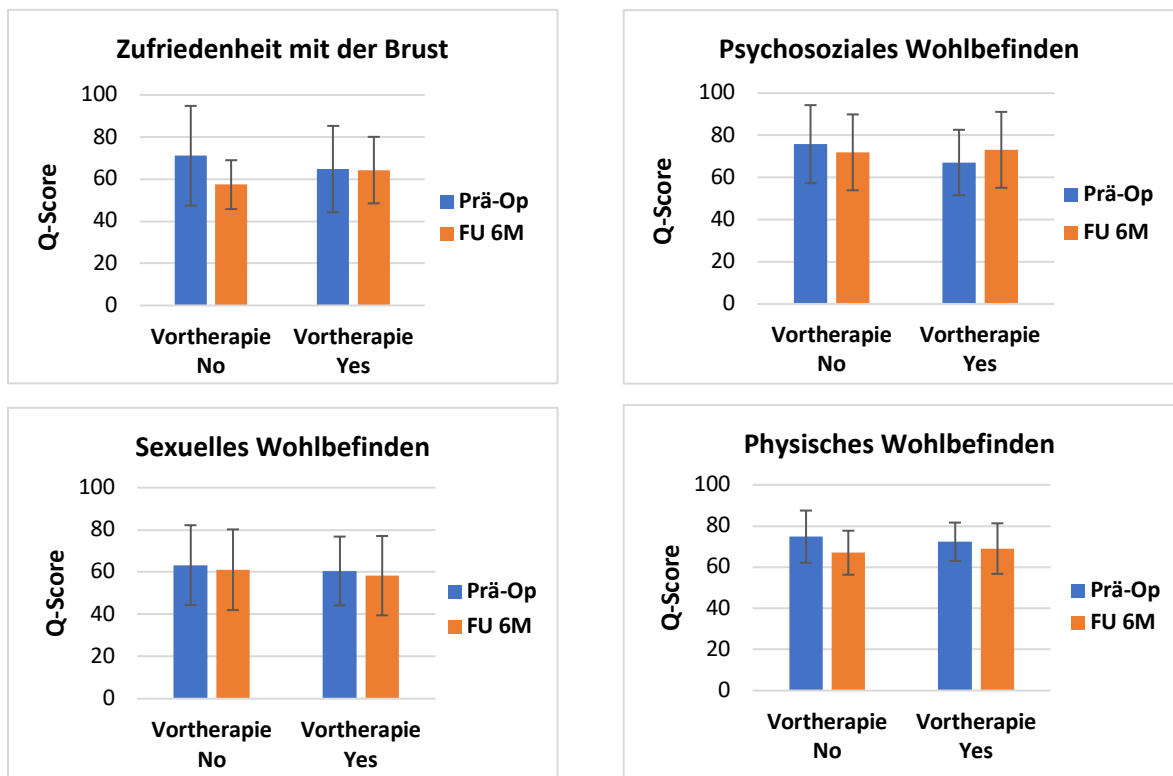 Zufriedenheit mit der Brust
Q-Score
100
80
60
40
20
0
Vortherapie
No
Vortherapie
Yes
Prä-Op
FU 6M
Psychosoziales Wohlbefinden
Q-Score
100
80
60
40
20
0
Vortherapie
No
Vortherapie
Yes
Prä-Op
FU 6M
Sexuelles Wohlbefinden
Q-Score
100
80
60
40
20
0
Vortherapie
No
Vortherapie
Yes
Prä-Op
FU 6M
Physisches Wohlbefinden
Q-Score
100
80
60
40
20
0
Vortherapie
No
Vortherapie
Yes
Prä-Op
FU 6M